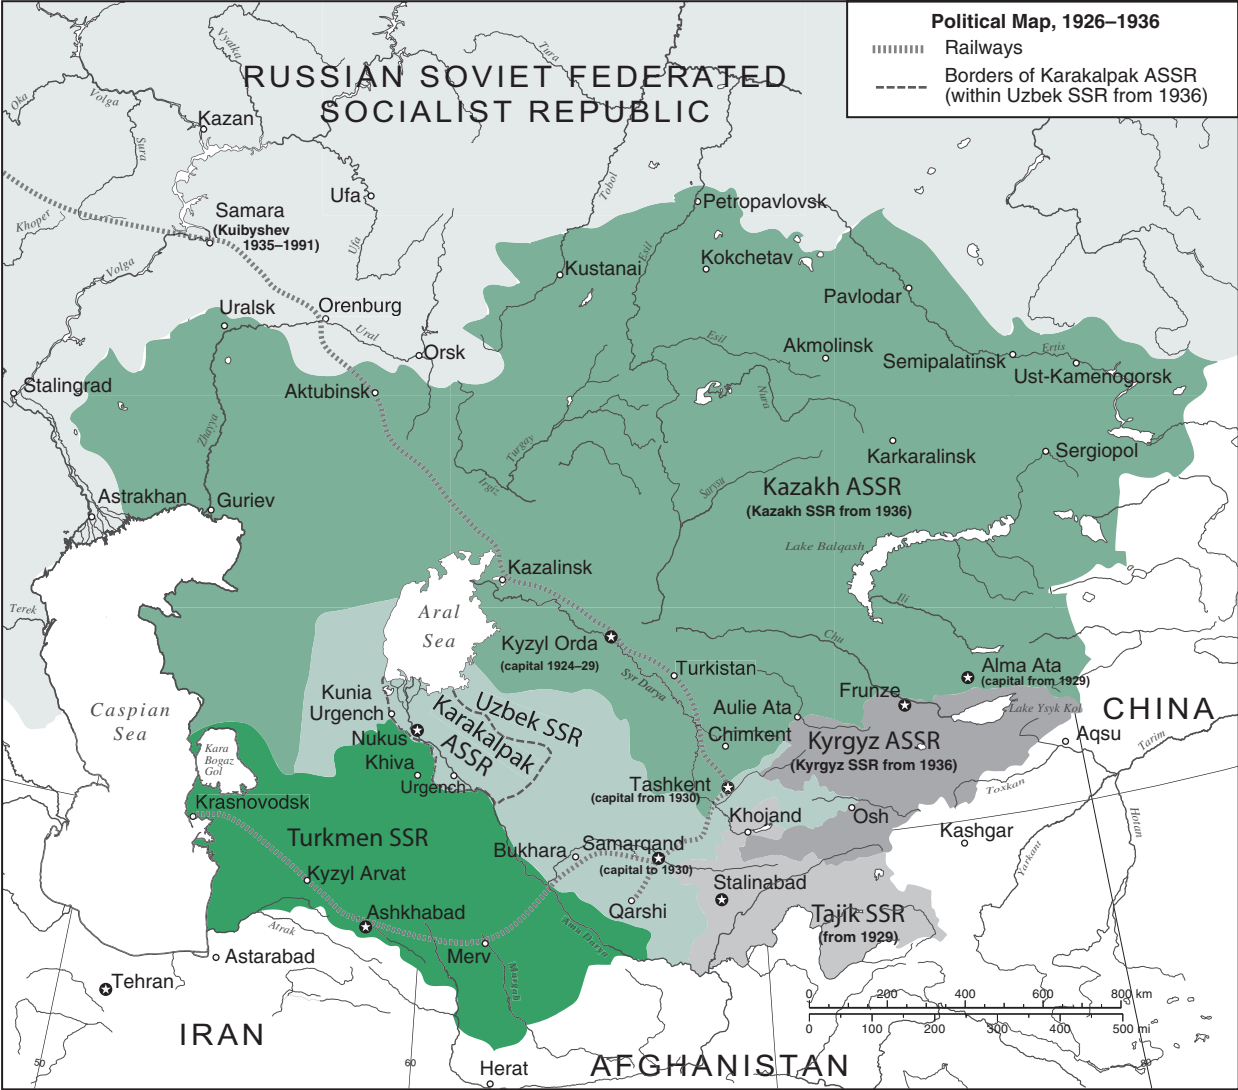 Political Map, 1926–1936
Railways
Borders of Karakalpak ASSR
(within Uzbek SSR from 1936)
RUSSIAN SOVIET FEDERATED
SOCIALIST REPUBLIC
Vyatka
Tura
Oka
Volga
Kazan
Sura
Ufa
Tobol
Petropavlovsk
Samara
(Kuibyshev
1935–1991)
Khoper
Ufa
Esil
Kokchetav
Kustanai
Volga
Pavlodar
Uralsk
Orenburg
Ural
Orsk
Esil
Akmolinsk
Ertis
Semipalatinsk
Ust-Kamenogorsk
Stalingrad
Aktubinsk
Nura
Zhayya
Turgay
Karkaralinsk
Sergiopol
Irgiz
Sarysu
Kazakh ASSR
(Kazakh SSR from 1936)
Astrakhan
Guriev
Lake Balqash
Kazalinsk
Terek
Aral
Sea
Ili
Kyzyl Orda
(capital 1924–29)
Chu
Syr Darya
Turkistan
Alma Ata
(capital from 1929)
Frunze
Kunia
Urgench
Uzbek SSR
Karakalpak
ASSR
Aulie Ata
Lake Ysyk Kol
CHINA
Caspian
Sea
Nukus
Chimkent
Kyrgyz ASSR
(Kyrgyz SSR from 1936)
Aqsu
Tarim
Kara
Bogaz
Gol
Khiva
Urgench
Tashkent
(capital from 1930)
Toxkan
Krasnovodsk
Khojand
Osh
Hotan
Kashgar
Turkmen SSR
Bukhara
Samarqand
(capital to 1930)
Yarkant
Kyzyl Arvat
Stalinabad
Ashkhabad
Qarshi
Tajik SSR
(from 1929)
Atrak
Amu Darya
Merv
Astarabad
Murgab
Tehran
0 200 400 600 800 km
0 100 200 300 400 500 mi
IRAN
AFGHANISTAN
50
60
80
Herat